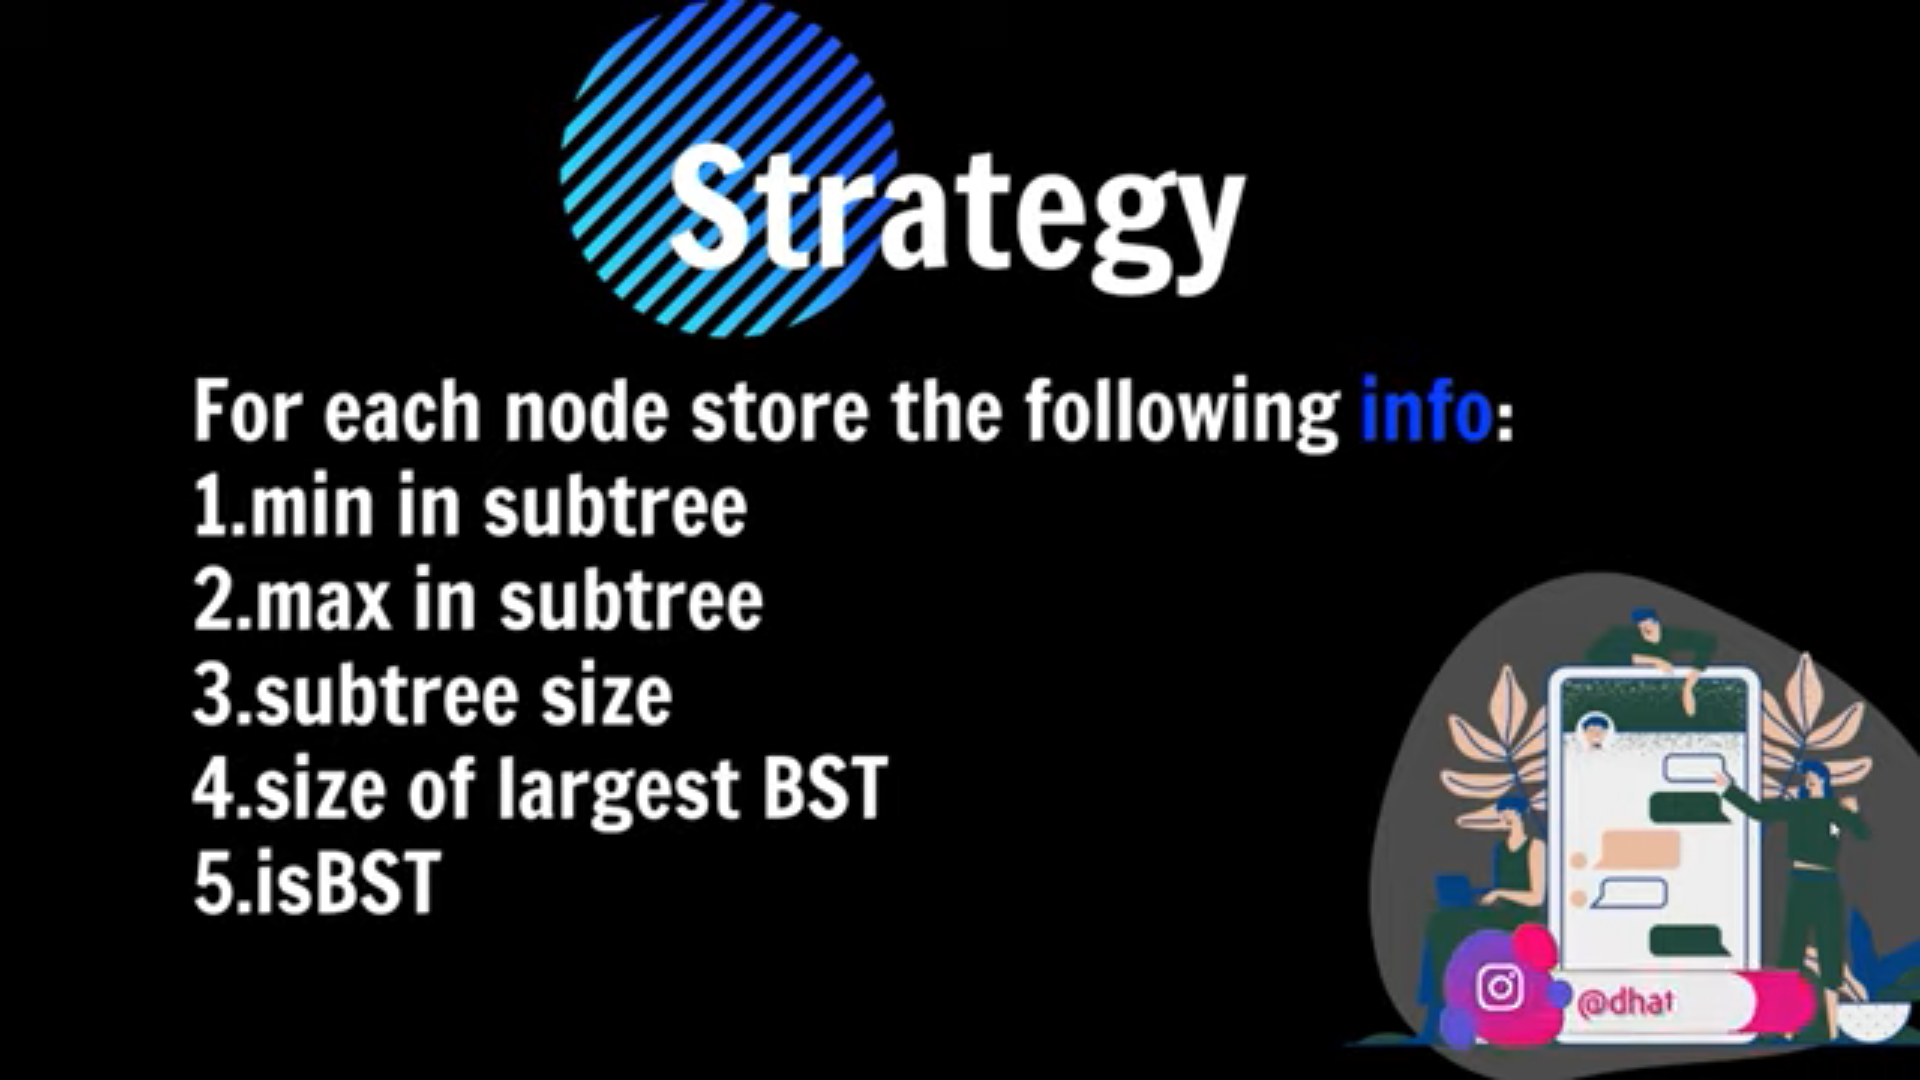 Strategy
For each node store the following info:
1.min in subtree
2.max in subtree
3.subtree size
4.size of largest BST
5.isBST
@dhat